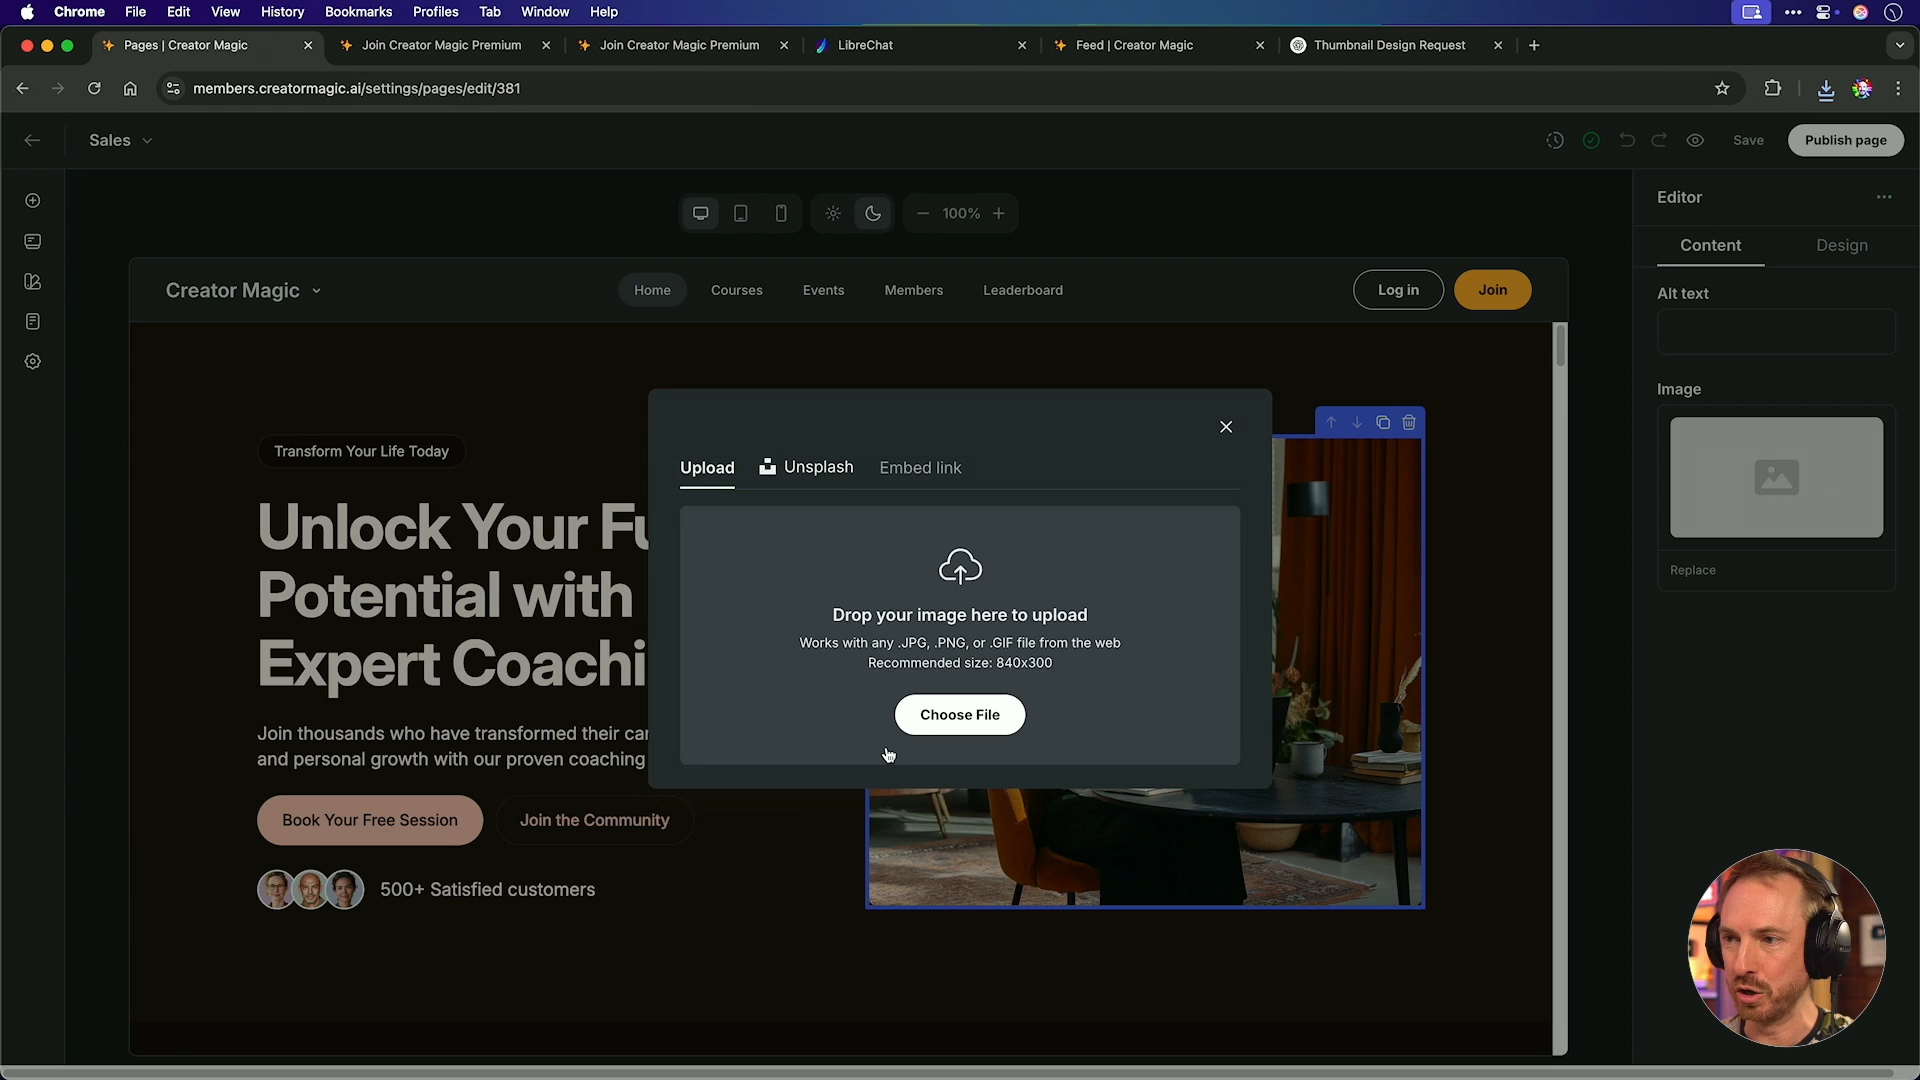 Chrome File Edit View History Bookmarks Profiles Tab Window Help
Pages | Creator Magic
Join Creator Magic Premium
Join Creator Magic Premium
LibreChat
Feed | Creator Magic
Thumbnail Design Request
members.creatormagic.ai/settings/pages/edit/381
Sales
Save
Publish page
100%
Editor
Content
Design
Alt text
Image
Replace
Creator Magic
Home
Courses
Events
Members
Leaderboard
Log in
Join
Transform Your Life Today
Unlock Your Fu
Potential with
Expert Coachi
Join thousands who have transformed their car
and personal growth with our proven coaching
Book Your Free Session
Join the Community
500+ Satisfied customers
Upload
Unsplash
Embed link
Drop your image here to upload
Works with any .JPG, .PNG, or .GIF file from the web
Recommended size: 840x300
Choose File